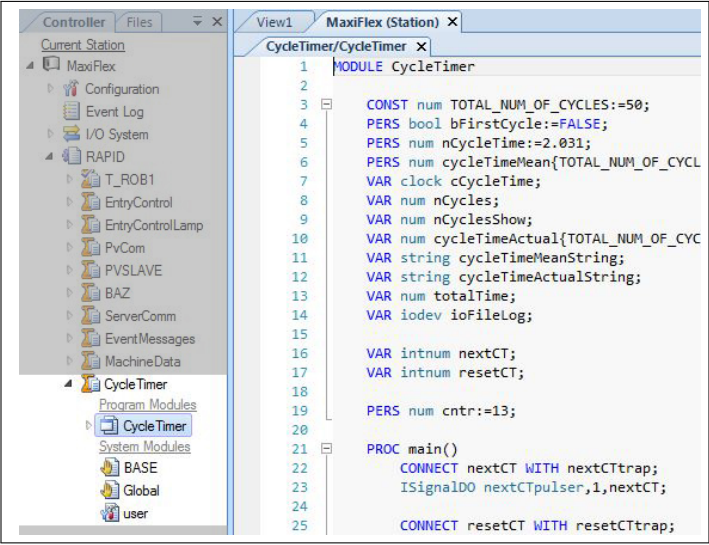 Controller Files
Current Station
MaxiFlex
Configuration
Event Log
I/O System
RAPID
T_ROB1
EntryControl
EntryControlLamp
PvCom
PVSLAVE
BAZ
ServerComm
EventMessages
MachineData
CycleTimer
Program Modules
CycleTimer
System Modules
BASE
Global
user
View1 MaxiFlex (Station) X
CycleTimer/CycleTimer X
1 MODULE CycleTimer
2
3 CONST num TOTAL_NUM_OF_CYCLES:=50;
4 PERS bool bFirstCycle:=FALSE;
5 PERS num nCycleTime:=2.031;
6 PERS num cycleTimeMean{TOTAL_NUM_OF_CYCL
7 VAR clock cCycleTime;
8 VAR num nCycles;
9 VAR num nCyclesShow;
10 VAR num cycleTimeActual{TOTAL_NUM_OF_CYC
11 VAR string cycleTimeMeanString;
12 VAR string cycleTimeActualString;
13 VAR num totalTime;
14 VAR iodev ioFileLog;
15
16 VAR intnum nextCT;
17 VAR intnum resetCT;
18
19 PERS num cntr:=13;
20
21 PROC main()
22 CONNECT nextCT WITH nextCTtrap;
23 ISignalDO nextCTpulser,1,nextCT;
24
25 CONNECT resetCT WITH resetCTtrap;